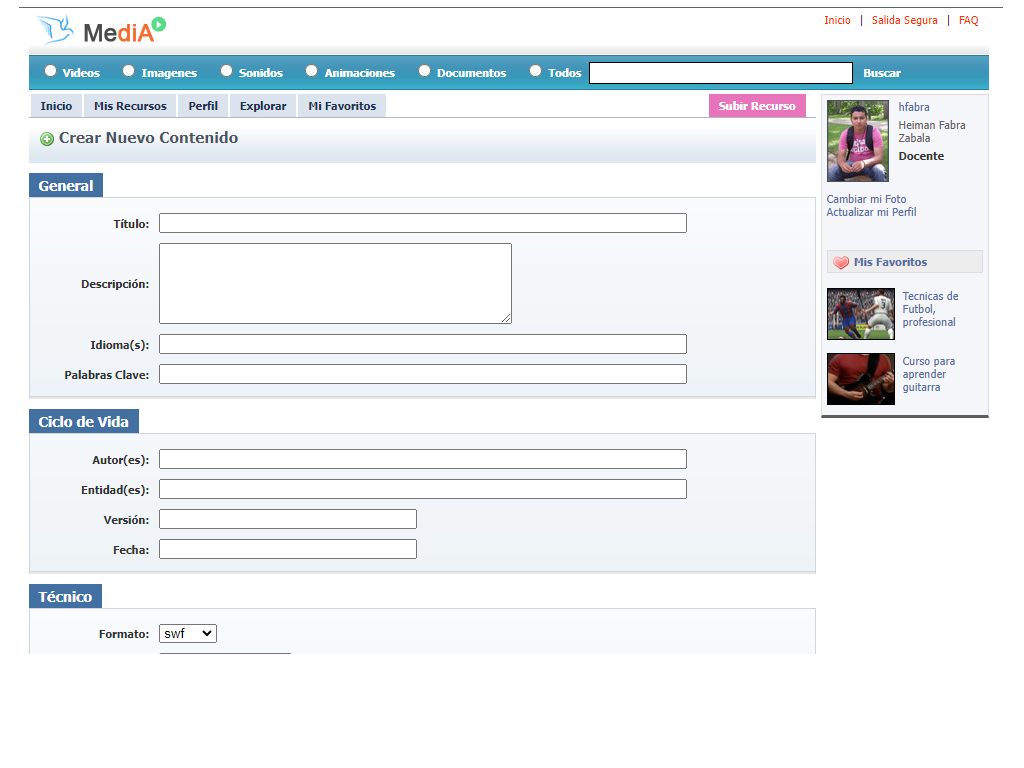 MediA
Inicio | Salida Segura | FAQ
Videos Imagenes Sonidos Animaciones Documentos Todos Buscar
Inicio Mis Recursos Perfil Explorar Mi Favoritos Subir Recurso
Crear Nuevo Contenido
General
Título:
Descripción:
Idioma(s):
Palabras Clave:
Ciclo de Vida
Autor(es):
Entidad(es):
Versión:
Fecha:
Técnico
Formato: swf
hfabra
Heiman Fabra
Zabala
Docente
Cambiar mi Foto
Actualizar mi Perfil
Mis Favoritos
Tecnicas de
Futbol,
profesional
Curso para
aprender
guitarra